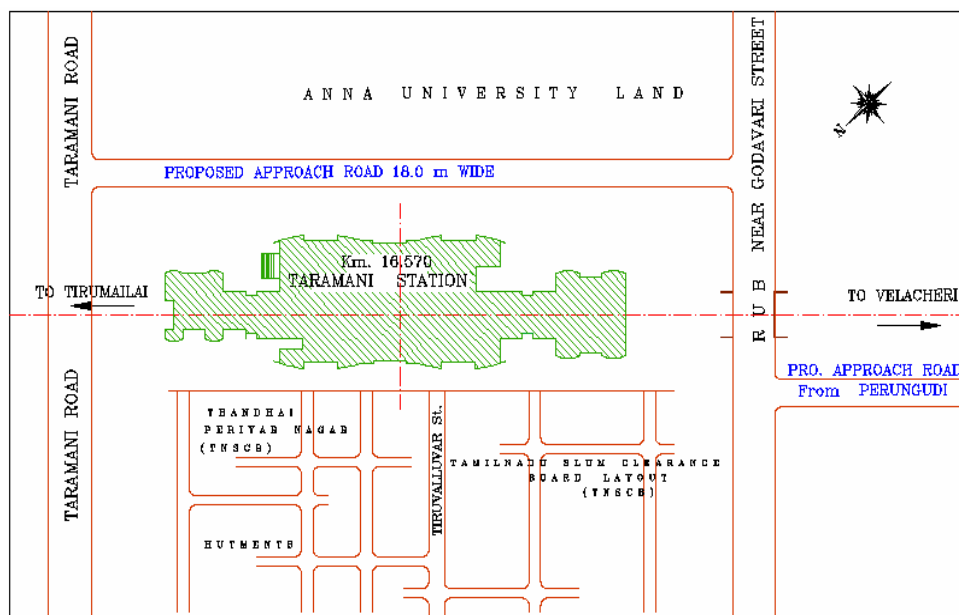 TARAMANI ROAD
ANNA UNIVERSITY LAND
NEAR GODAVARI STREET
N
PROPOSED APPROACH ROAD 18.0 m WIDE
Km. 16.570
TARAMANI STATION
TO TIRUMAILAI
RUB
TO VELACHERI
PRO. APPROACH ROAD
From PERUNGUDI
TARAMANI ROAD
THANDHAI
PERIYAR NAGAR
(TNSCB)
TIRUVALLUVAR St.
TAMILNADU SLUM CLEARANCE
BOARD LAYOUT
(TNSCB)
HUTMENTS